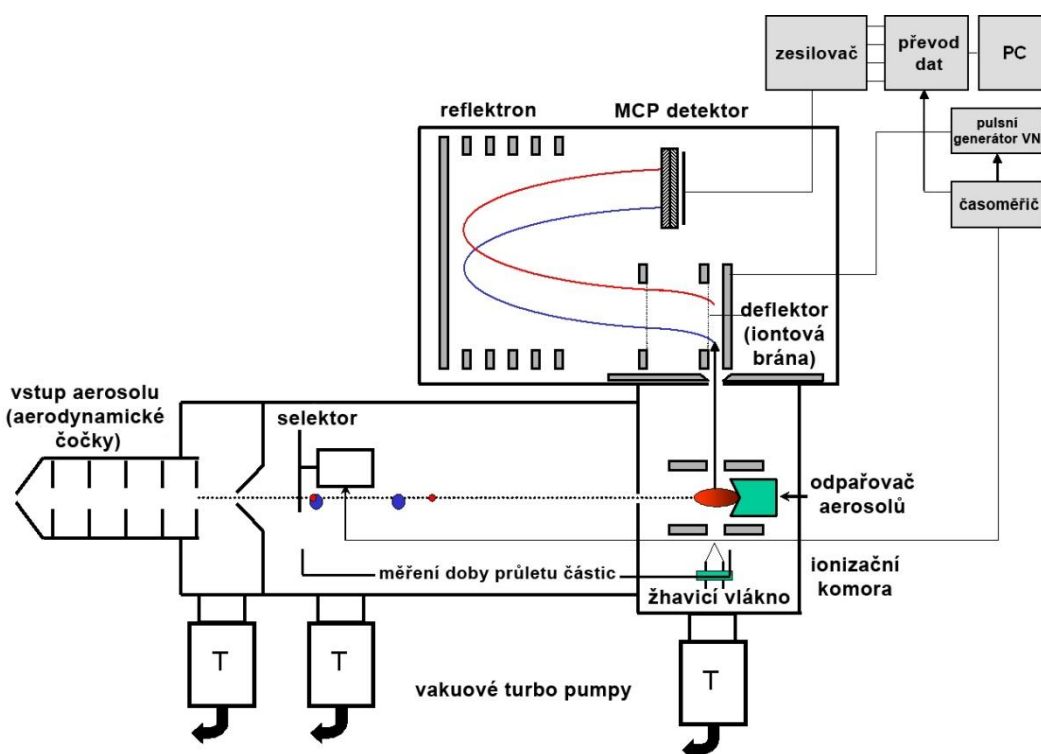 zesilovač
převod
dat
PC
pulsní
generátor VN
časoměřič
reflektron
MCP detektor
deflektor
(iontová
brána)
vstup aerosolu
(aerodynamické
čočky)
selektor
odpařovač
aerosolů
měření doby průletu částic
ionizační
komora
žhavicí vlákno
T
T
T
vakuové turbo pumpy